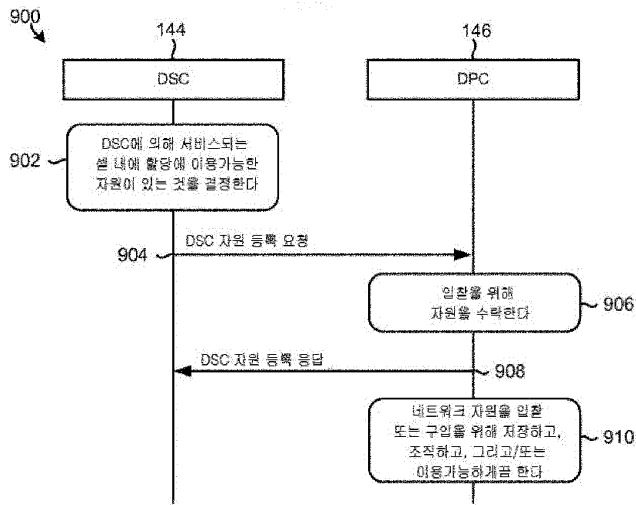 900
144
146
DSC
DPC
902
DSC에 의해 서비스되는
셀 내에 할당에 이용가능한
자원이 있는 것을 결정한다
904
DSC 자원 등록 요청
입찰을 위해
자원을 수락한다
906
DSC 자원 등록 응답
908
네트워크 자원을 입찰
또는 구입을 위해 저장하고,
조직하고, 그리고/또는
이용가능하게끔 한다
910